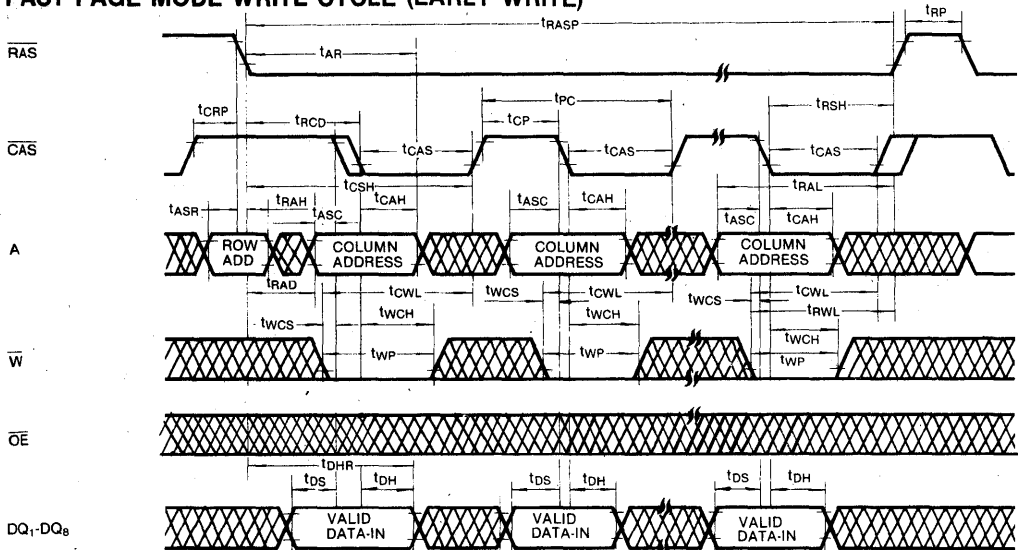 FAST PAGE MODE WRITE CYCLE (EARLY WRITE)
tRASP
tRP
RAS
tAR
tCRP
tRCD
tPC
tCP
tRSH
CAS
tCAS
tCAS
tCAS
tCSH
tRAL
tASR
tRAH
tASC
tCAH
tASC
tCAH
tASC
tCAH
A
ROW ADD
COLUMN ADDRESS
COLUMN ADDRESS
COLUMN ADDRESS
tRAD
tCWL
tWCS
tCWL
tWCS
tCWL
tRWL
tWCS
tWCH
tWCH
tWCH
W
tWP
tWP
tWP
OE
tDHR
tDS
tDH
tDS
tDH
tDS
tDH
DQ1-DQ8
VALID DATA-IN
VALID DATA-IN
VALID DATA-IN